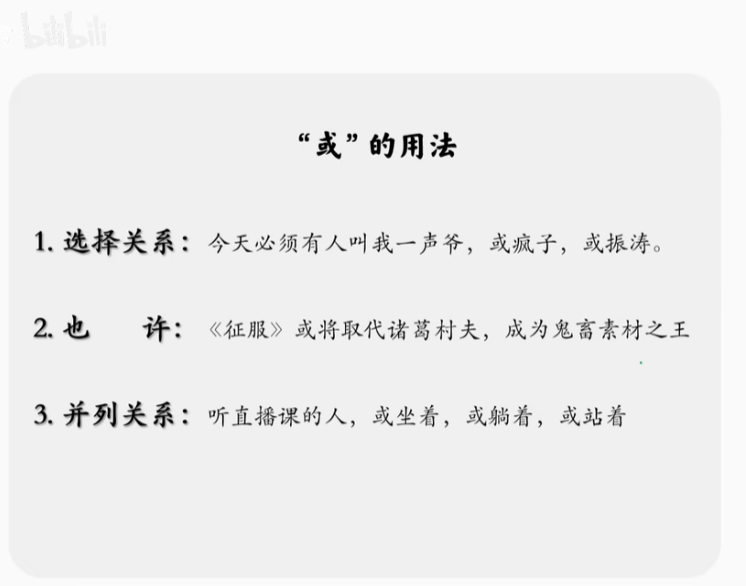 bilibili
“或”的用法
1. 选择关系：今天必须有人叫我一声爷，或疯子，或振涛。
2. 也 许：《征服》或将取代诸葛村夫，成为鬼畜素材之王
3. 并列关系：听直播课的人，或坐着，或躺着，或站着